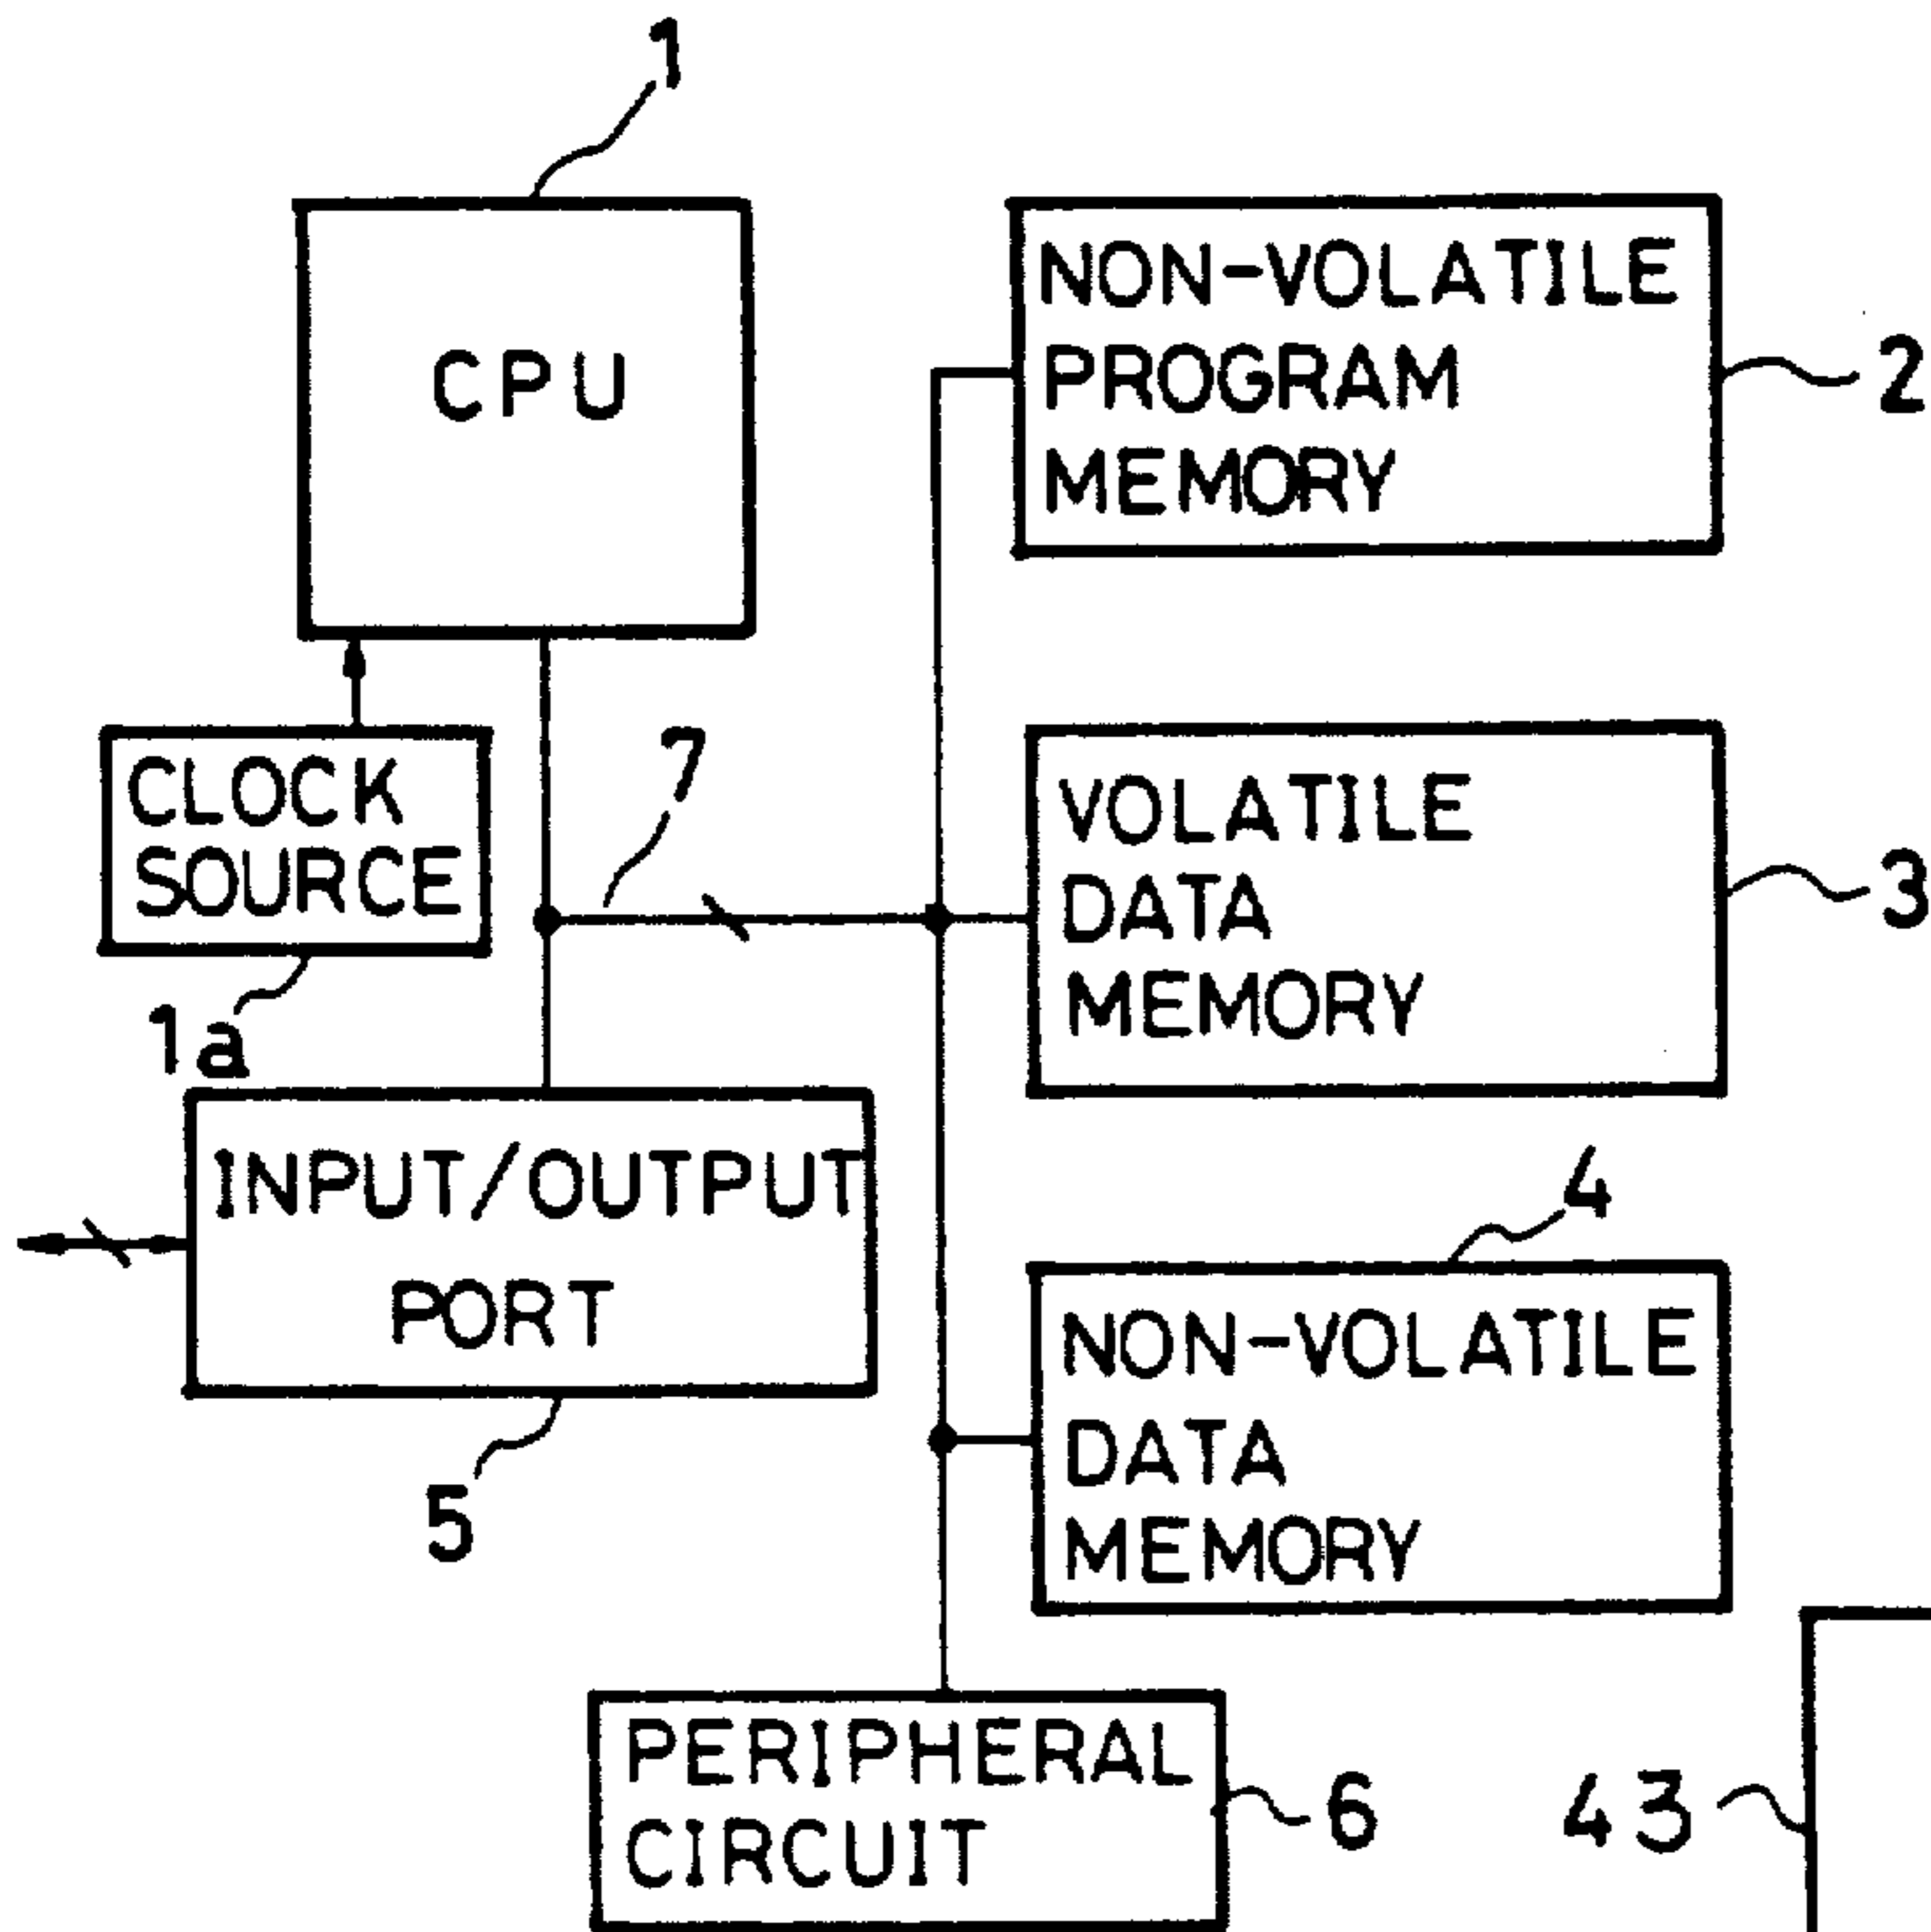 1
CPU
NON-VOLATILE
PROGRAM
MEMORY
2
CLOCK
SOURCE
1a
7
VOLATILE
DATA
MEMORY
3
INPUT/OUTPUT
PORT
5
4
NON-VOLATILE
DATA
MEMORY
PERIPHERAL
CIRCUIT
6
43